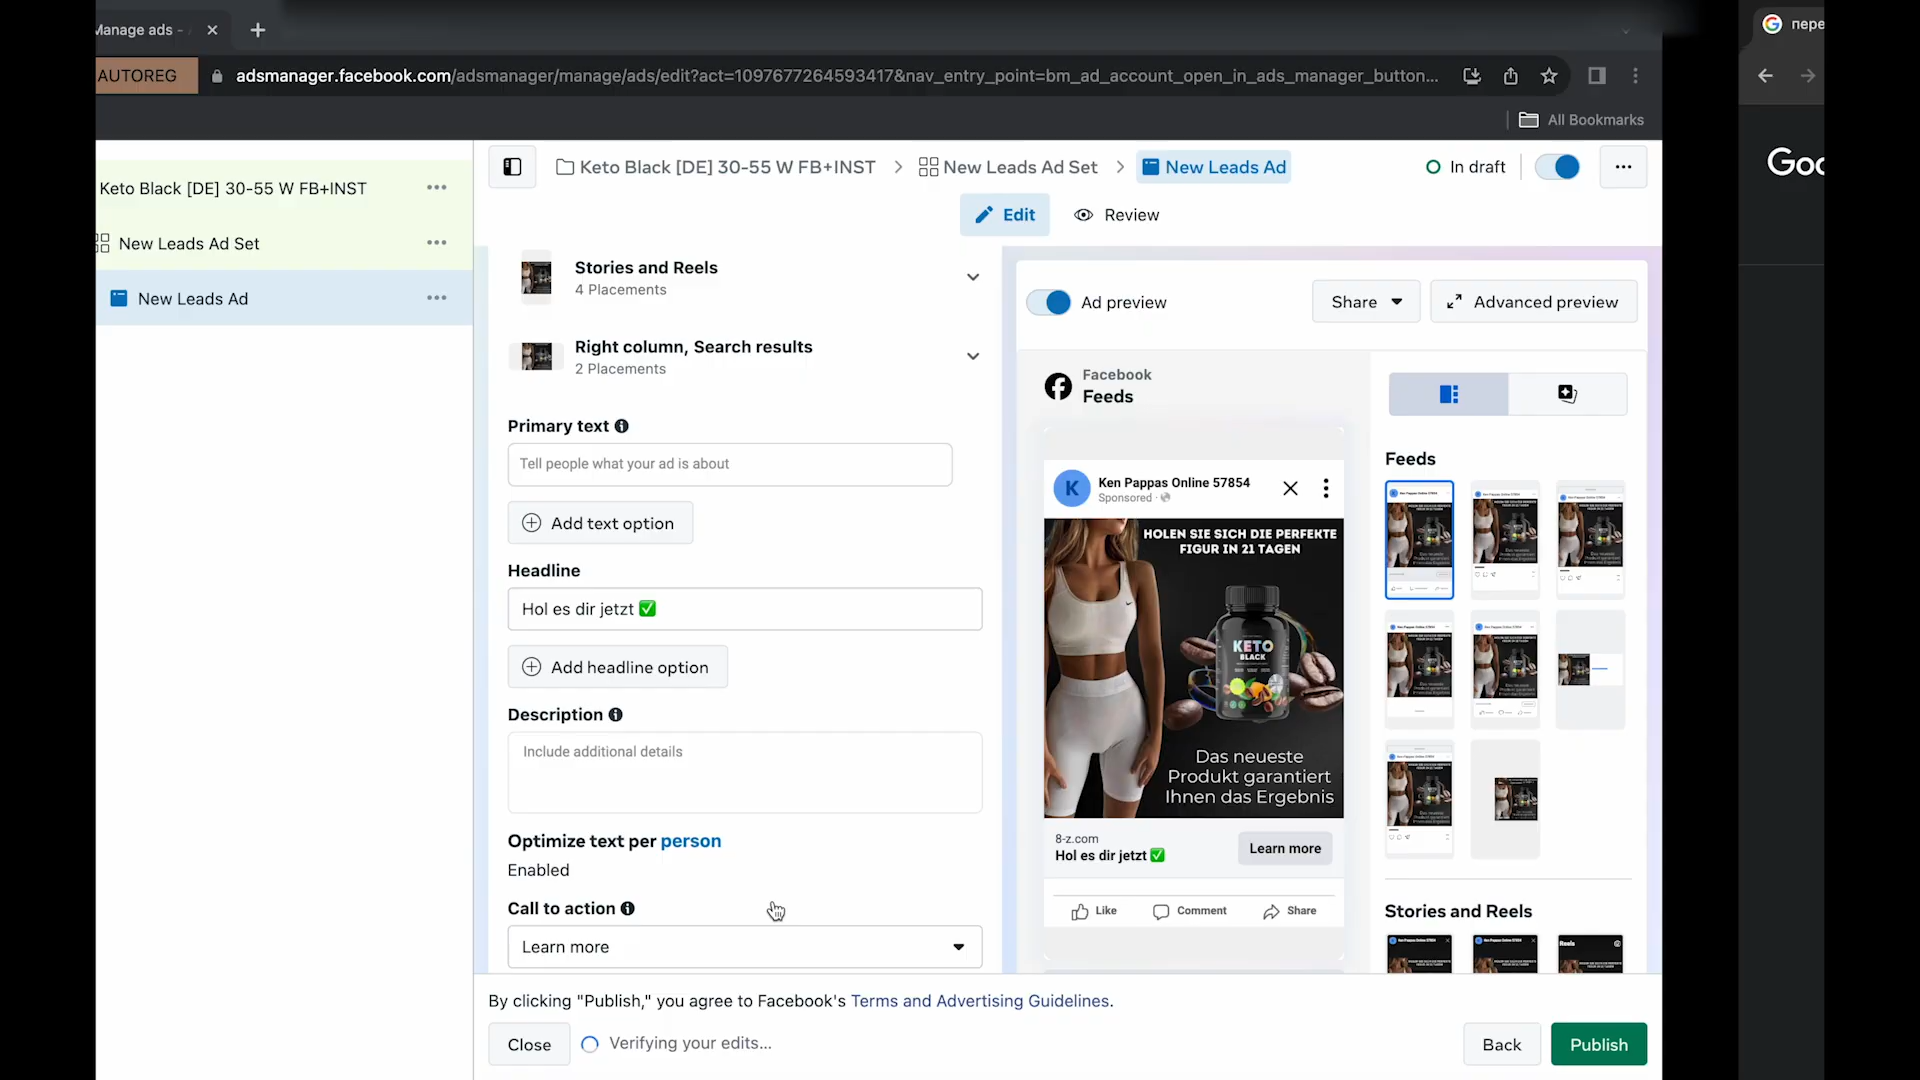 Manage ads -
пере
AUTOREG
adsmanager.facebook.com/adsmanager/manage/ads/edit?act=1097677264593417&nav_entry_point=bm_ad_account_open_in_ads_manager_button...
All Bookmarks
Keto Black [DE] 30-55 W FB+INST
New Leads Ad Set
New Leads Ad
In draft
Goo
Keto Black [DE] 30-55 W FB+INST
Edit
Review
New Leads Ad Set
New Leads Ad
Stories and Reels
4 Placements
Right column, Search results
2 Placements
Primary text
Tell people what your ad is about
Add text option
Headline
Hol es dir jetzt ✅
Add headline option
Description
Include additional details
Optimize text per person
Enabled
Call to action
Learn more
Ad preview
Share
Advanced preview
Facebook
Feeds
Ken Pappas Online 57854
Sponsored ·
HOLEN SIE SICH DIE PERFEKTE
FIGUR IN 21 TAGEN
KETO
BLACK
Das neueste
Produkt garantiert
Ihnen das Ergebnis
8-z.com
Hol es dir jetzt ✅
Learn more
Like
Comment
Share
Feeds
Stories and Reels
Reels
By clicking "Publish," you agree to Facebook's Terms and Advertising Guidelines.
Close
Verifying your edits...
Back
Publish